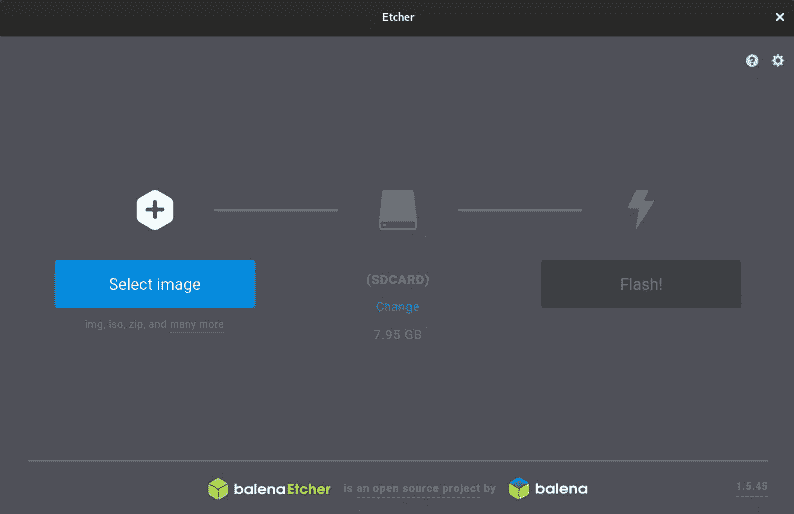 Etcher
Select image
img, iso, zip, and many more
(SDCARD)
Change
7.95 GB
Flash!
balenaEtcher is an open source project by balena
1.5.45